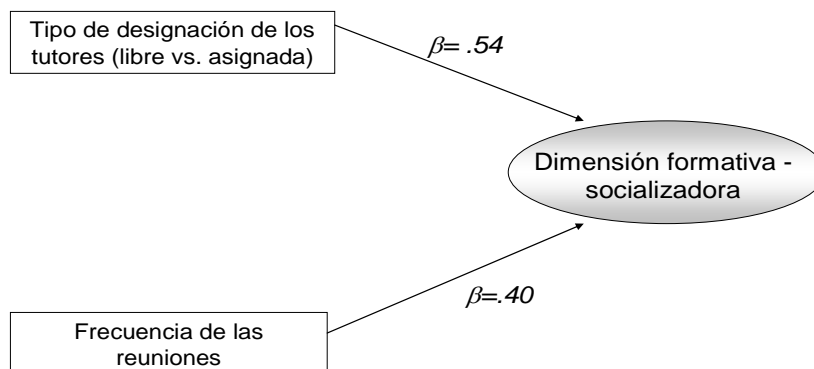 Tipo de designación de los
tutores (libre vs. asignada)
β= .54
Dimensión formativa -
socializadora
β=.40
Frecuencia de las
reuniones